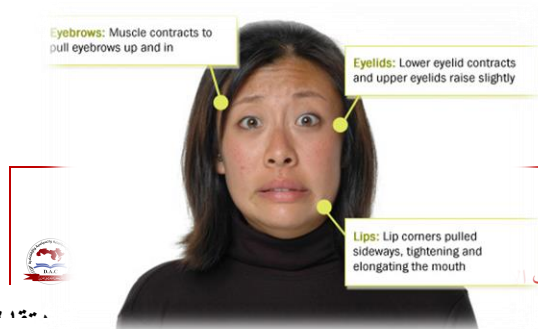 Eyebrows: Muscle contracts to
pull eyebrows up and in
Eyelids: Lower eyelid contracts
and upper eyelids raise slightly
Lips: Lip corners pulled
sideways, tightening and
elongating the mouth
D.A.C